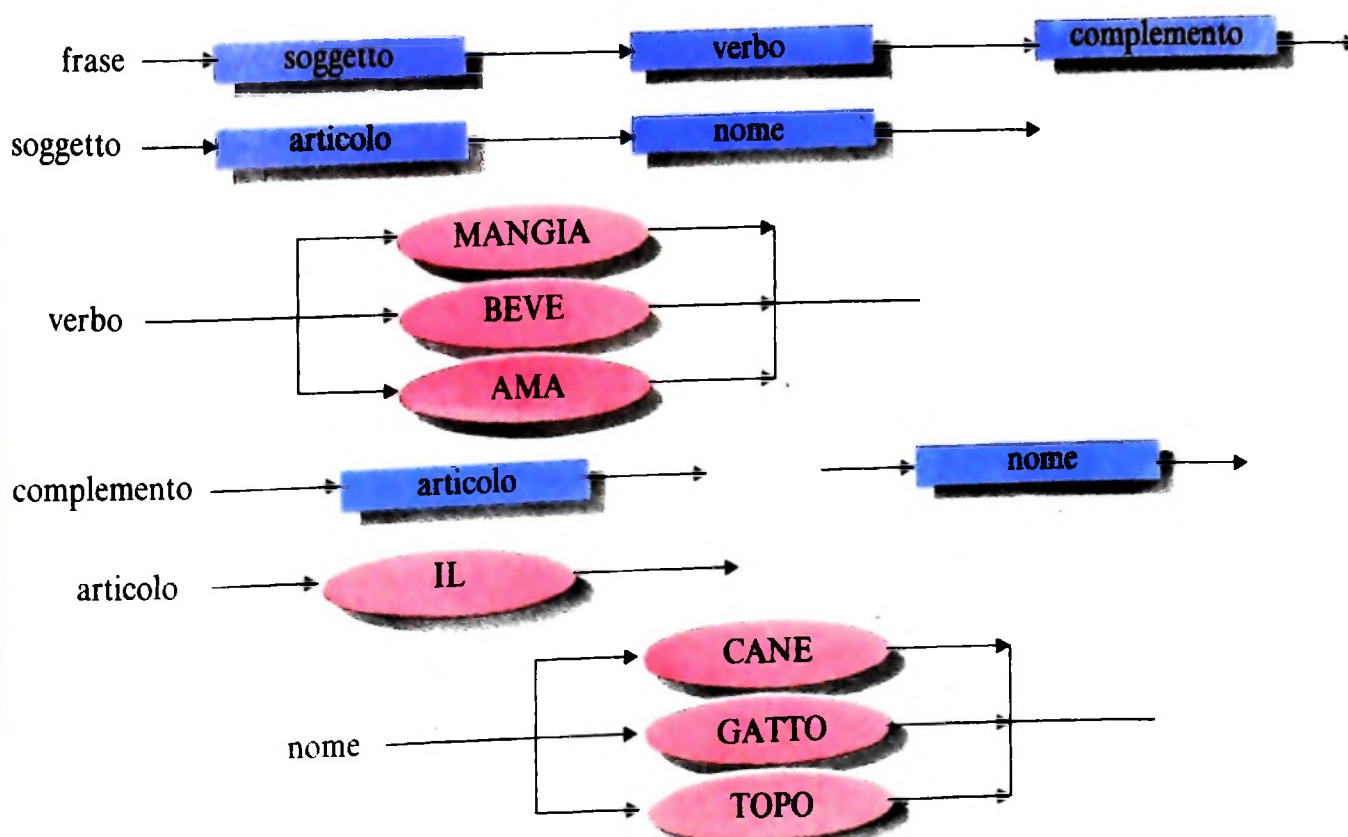 frase soggetto verbo complemento
soggetto articolo nome
MANGIA
verbo BEVE
AMA
complemento articolo nome
articolo IL
CANE
nome GATTO
TOPO